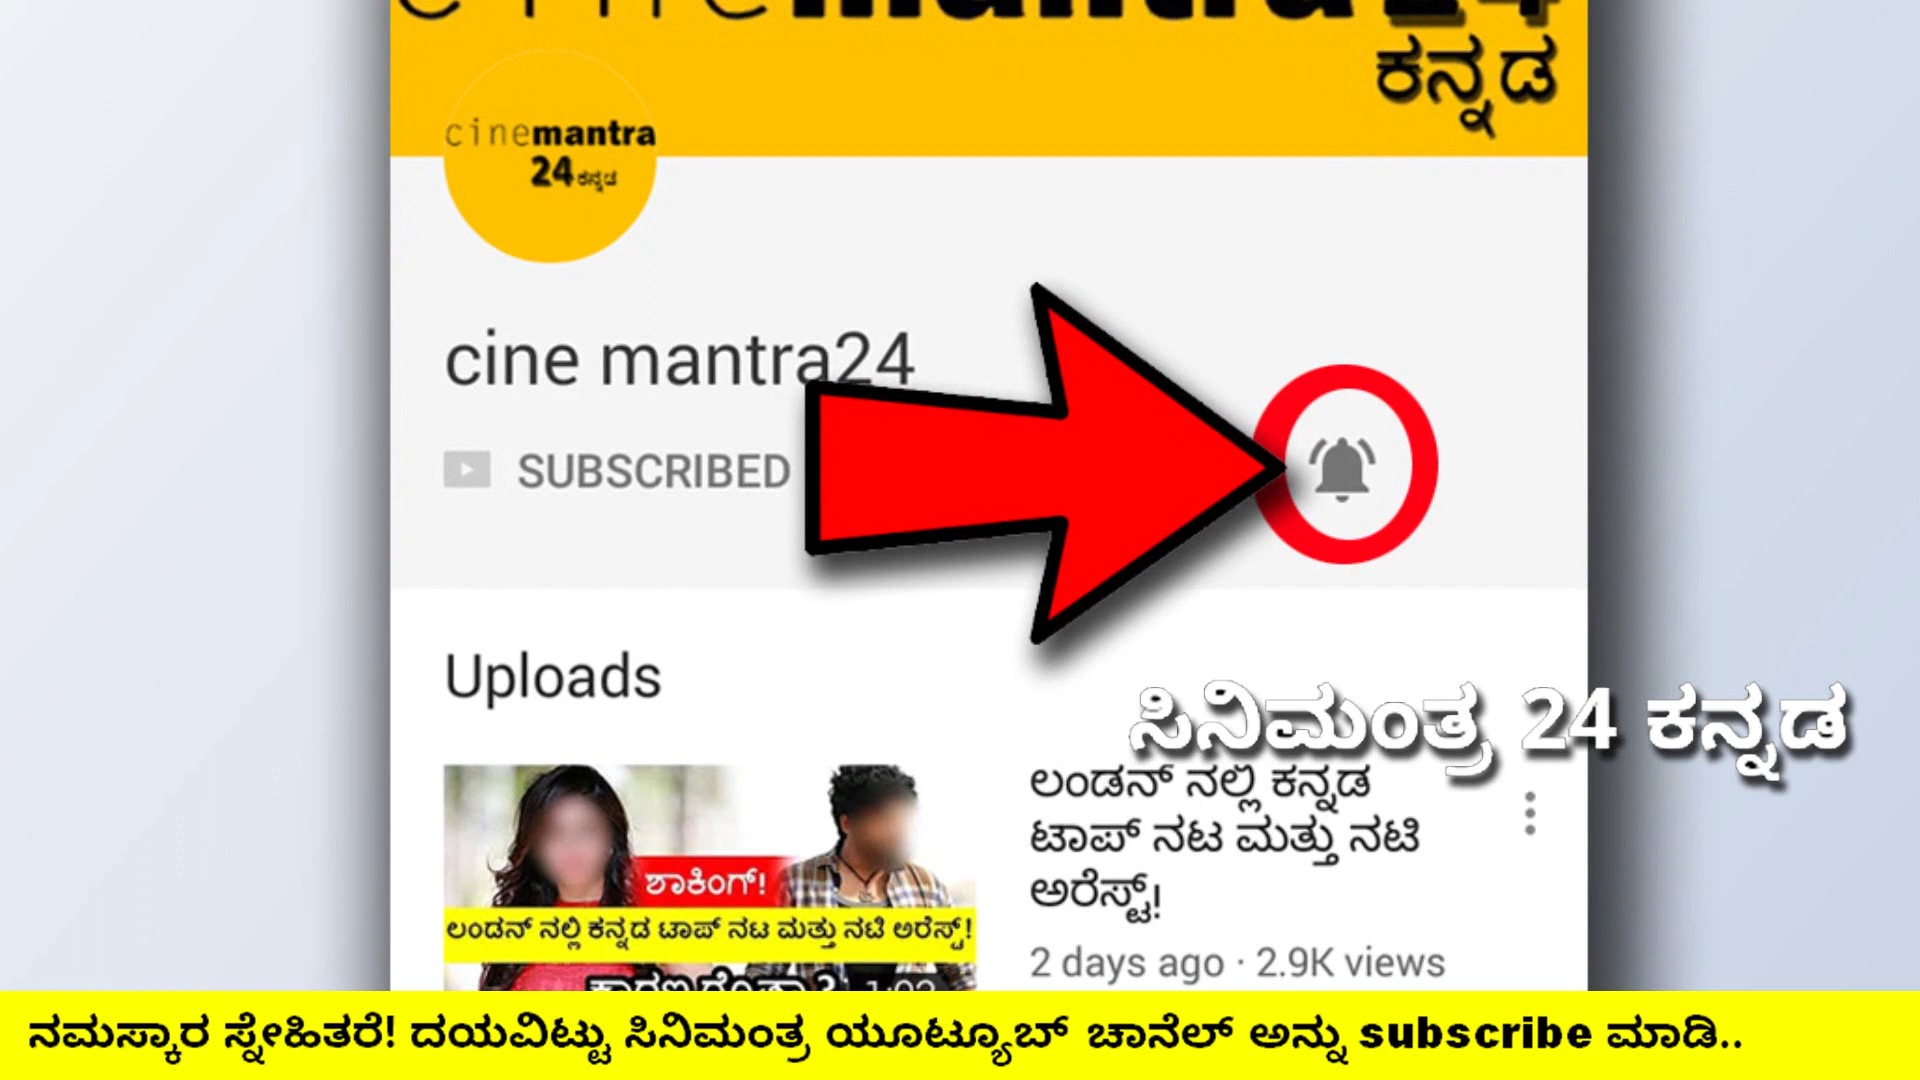 cinemantra24
ಕನ್ನಡ
cinemantra
24 ಕನ್ನಡ
cine mantra24
SUBSCRIBED
Uploads
ಸಿನಿಮಂತ್ರ 24 ಕನ್ನಡ
ಲಂಡನ್ ನಲ್ಲಿ ಕನ್ನಡ
ಟಾಪ್ ನಟ ಮತ್ತು ನಟಿ
ಅರೆಸ್ಟ್!
2 days ago · 2.9K views
ಶಾಕಿಂಗ್!
ಲಂಡನ್ ನಲ್ಲಿ ಕನ್ನಡ ಟಾಪ್ ನಟ ಮತ್ತು ನಟಿ ಅರೆಸ್ಟ್!
ನಮಸ್ಕಾರ ಸ್ನೇಹಿತರೆ! ದಯವಿಟ್ಟು ಸಿನಿಮಂತ್ರ ಯೂಟ್ಯೂಬ್ ಚಾನೆಲ್ ಅನ್ನು subscribe ಮಾಡಿ..